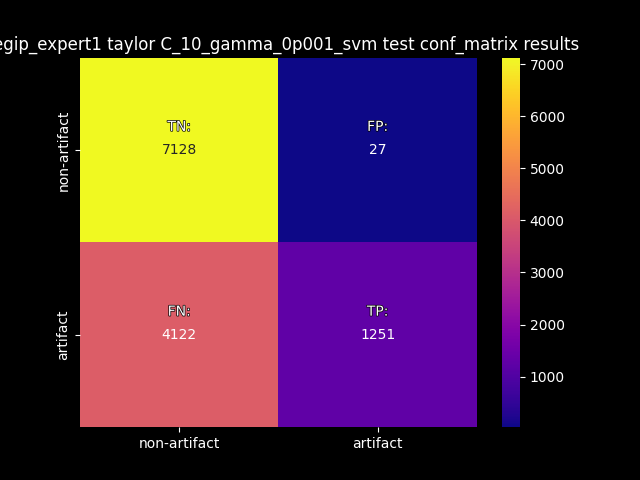 egip_expert1 taylor C_10_gamma_0p001_svm test conf_matrix results
non-artifact
artifact
TN:
7128
FP:
27
FN:
4122
TP:
1251
non-artifact
artifact
7000
6000
5000
4000
3000
2000
1000